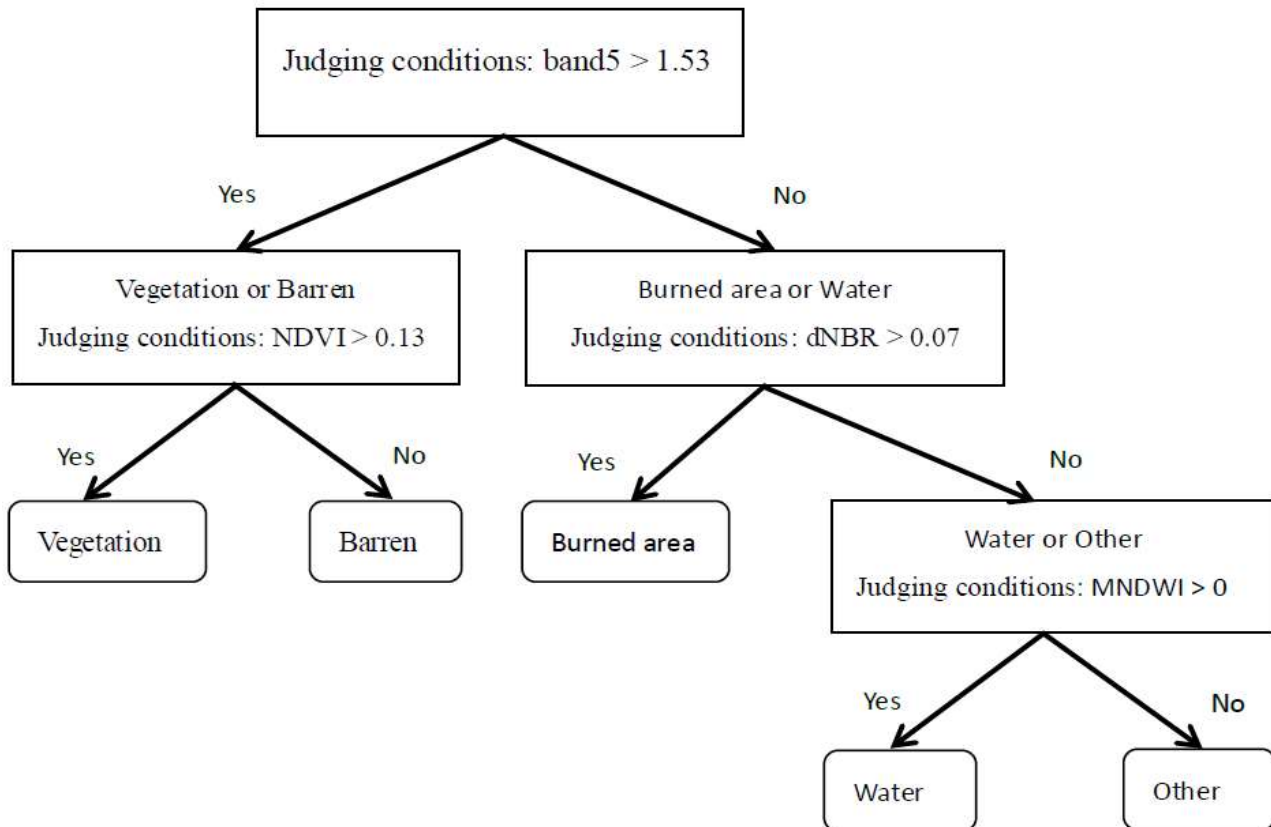 Judging conditions: band5 > 1.53
Yes
No
Vegetation or Barren
Judging conditions: NDVI > 0.13
Burned area or Water
Judging conditions: dNBR > 0.07
Yes
No
Yes
No
Vegetation
Barren
Burned area
Water or Other
Judging conditions: MNDWI > 0
Yes
No
Water
Other